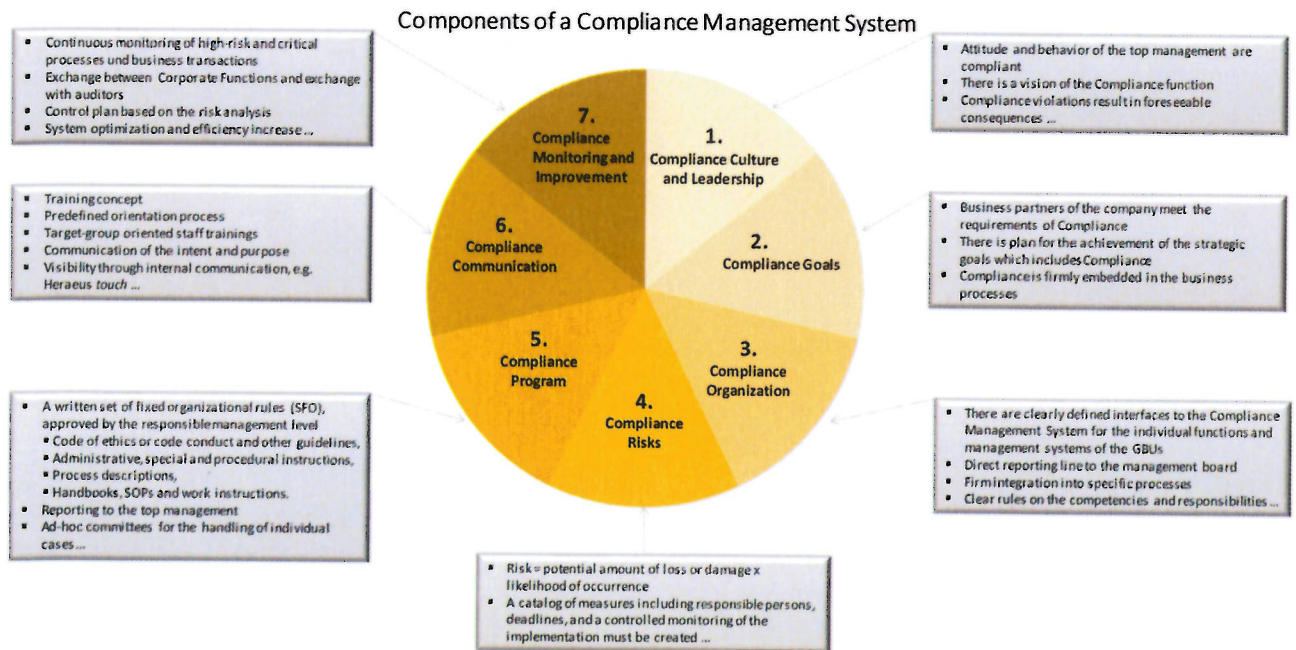 Components of a Compliance Management System
▪ Continuous monitoring of high-risk and critical
processes und business transactions
▪ Exchange between Corporate Functions and exchange
with auditors
▪ Control plan based on the risk analysis
▪ System optimization and efficiency increase ...
▪ Attitude and behavior of the top management are
compliant
▪ There is a vision of the Compliance function
▪ Compliance violations result in foreseeable
consequences ...
7.
Compliance
Monitoring and
Improvement
1.
Compliance Culture
and Leadership
▪ Training concept
▪ Predefined orientation process
▪ Target-group oriented staff trainings
▪ Communication of the intent and purpose
▪ Visibility through internal communication, e.g.
Heraeus touch ...
6.
Compliance
Communication
2.
Compliance Goals
▪ Business partners of the company meet the
requirements of Compliance
▪ There is plan for the achievement of the strategic
goals which includes Compliance
▪ Compliance is firmly embedded in the business
processes
5.
Compliance
Program
4.
Compliance
Risks
3.
Compliance
Organization
▪ A written set of fixed organizational rules (SFO),
approved by the responsible management level
▪ Code of ethics or code conduct and other guidelines,
▪ Administrative, special and procedural instructions,
▪ Process descriptions,
▪ Handbooks, SOPs and work instructions.
▪ Reporting to the top management
▪ Ad-hoc committees for the handling of individual
cases ...
▪ There are clearly defined interfaces to the Compliance
Management System for the individual functions and
management systems of the GBUs
▪ Direct reporting line to the management board
▪ Firm integration into specific processes
▪ Clear rules on the competencies and responsibilities ...
▪ Risk = potential amount of loss or damage x
likelihood of occurrence
▪ A catalog of measures including responsible persons,
deadlines, and a controlled monitoring of the
implementation must be created ...